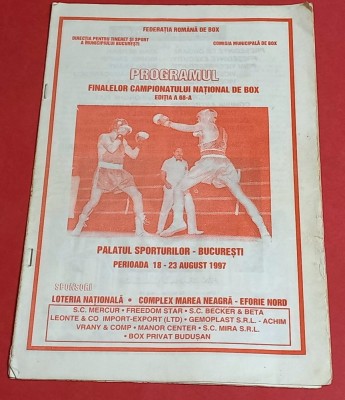 FEDERAȚIA ROMÂNĂ DE BOX
DIRECȚIA PENTRU TINERET ȘI SPORT
A MUNICIPIULUI BUCUREȘTI
COMISIA MUNICIPALĂ DE BOX
PROGRAMUL
FINALELOR CAMPIONATULUI NAȚIONAL DE BOX
EDIȚIA A 68-A
PALATUL SPORTURILOR - BUCUREȘTI
PERIOADA 18 - 23 AUGUST 1997
SPONSORI
LOTERIA NAȚIONALĂ • COMPLEX MAREA NEAGRĂ - EFORIE NORD
S.C. MERCUR • FREEDOM STAR • S.C. BECKER & BETA
LEONTE & CO IMPORT-EXPORT (LTD) • GEMOPLAST S.R.L. - ACHIM
VRANY & COMP • MANOR CENTER • S.C. MIRA S.R.L.
• BOX PRIVAT BUDUȘAN